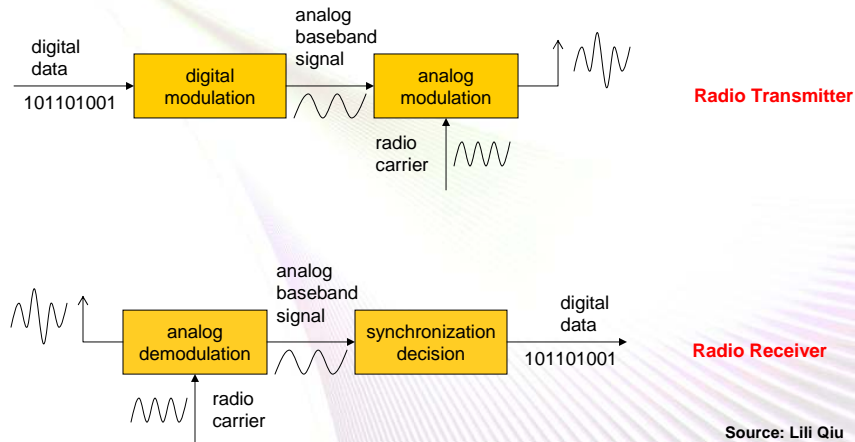 digital
data
101101001
digital
modulation
analog
baseband
signal
analog
modulation
radio
carrier
Radio Transmitter
analog
demodulation
radio
carrier
analog
baseband
signal
synchronization
decision
digital
data
101101001
Radio Receiver
Source: Lili Qiu